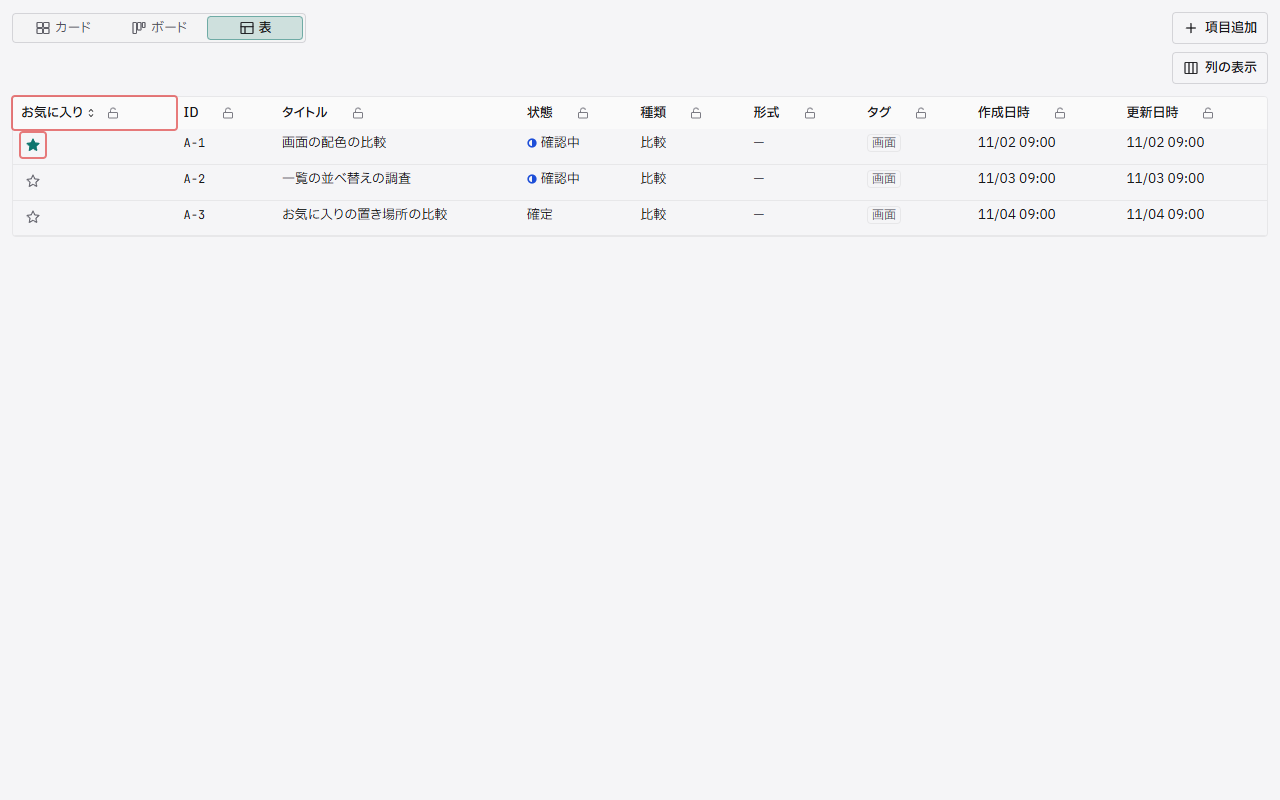 カード ボード 表
項目追加
列の表示
お気に入り ID タイトル 状態 種類 形式 タグ 作成日時 更新日時
A-1 画面の配色の比較 確認中 比較 — 画面 11/02 09:00 11/02 09:00
A-2 一覧の並べ替えの調査 確認中 比較 — 画面 11/03 09:00 11/03 09:00
A-3 お気に入りの置き場所の比較 確定 比較 — 画面 11/04 09:00 11/04 09:00